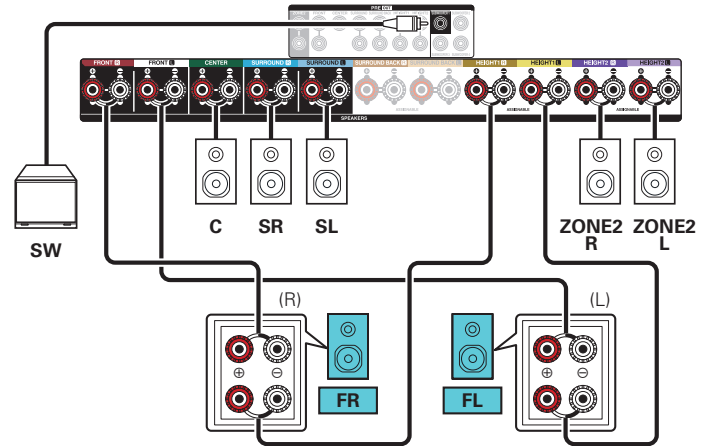 PRE OUT
FRONT R FRONT L CENTER SURROUND R SURROUND L SURROUND BACK R SURROUND BACK L HEIGHT1 R HEIGHT1 L HEIGHT2 R HEIGHT2 L
ASSIGNABLE ASSIGNABLE ASSIGNABLE
SPEAKERS
SW
C SR SL
ZONE2 R
ZONE2 L
(R) (L)
⊕ ⊖ ⊕ ⊖
FR FL